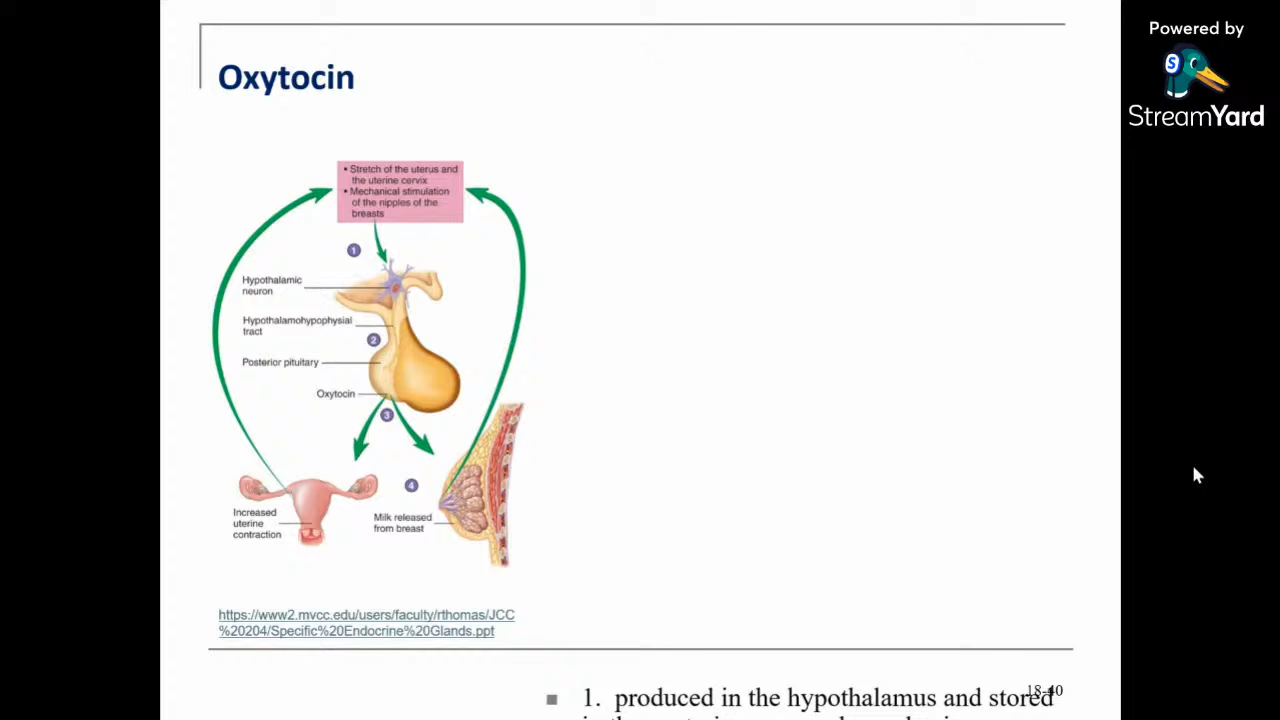 Powered by
StreamYard
Oxytocin
▪ Stretch of the uterus and
the uterine cervix
▪ Mechanical stimulation
of the nipples of the
breasts
1
Hypothalamic
neuron
Hypothalamohypophysial
tract
2
Posterior pituitary
Oxytocin
3
4
Increased
uterine
contraction
Milk released
from breast
https://www2.mvcc.edu/users/faculty/rthomas/JCC
%20204/Specific%20Endocrine%20Glands.ppt
18-40
■ 1. produced in the hypothalamus and stored